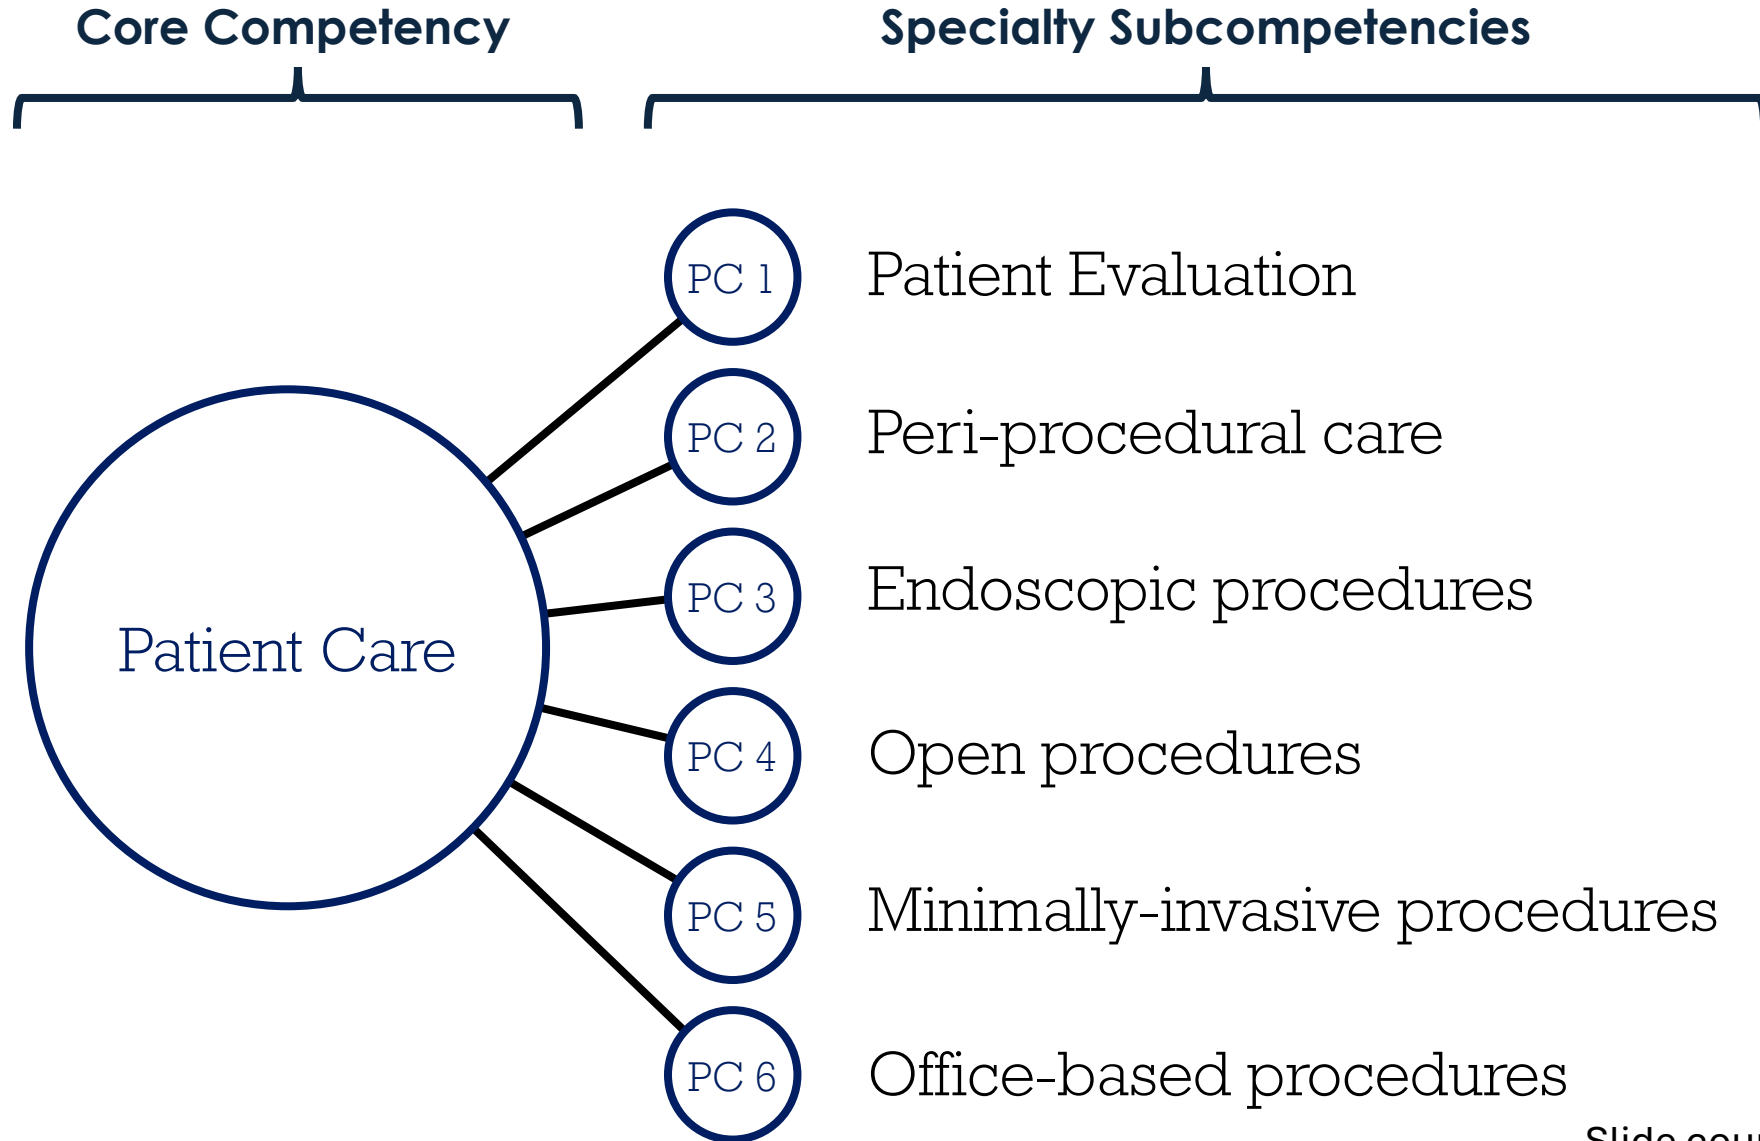 Core Competency
Specialty Subcompetencies
Patient Care
PC 1
Patient Evaluation
PC 2
Peri-procedural care
PC 3
Endoscopic procedures
PC 4
Open procedures
PC 5
Minimally-invasive procedures
PC 6
Office-based procedures
Slide